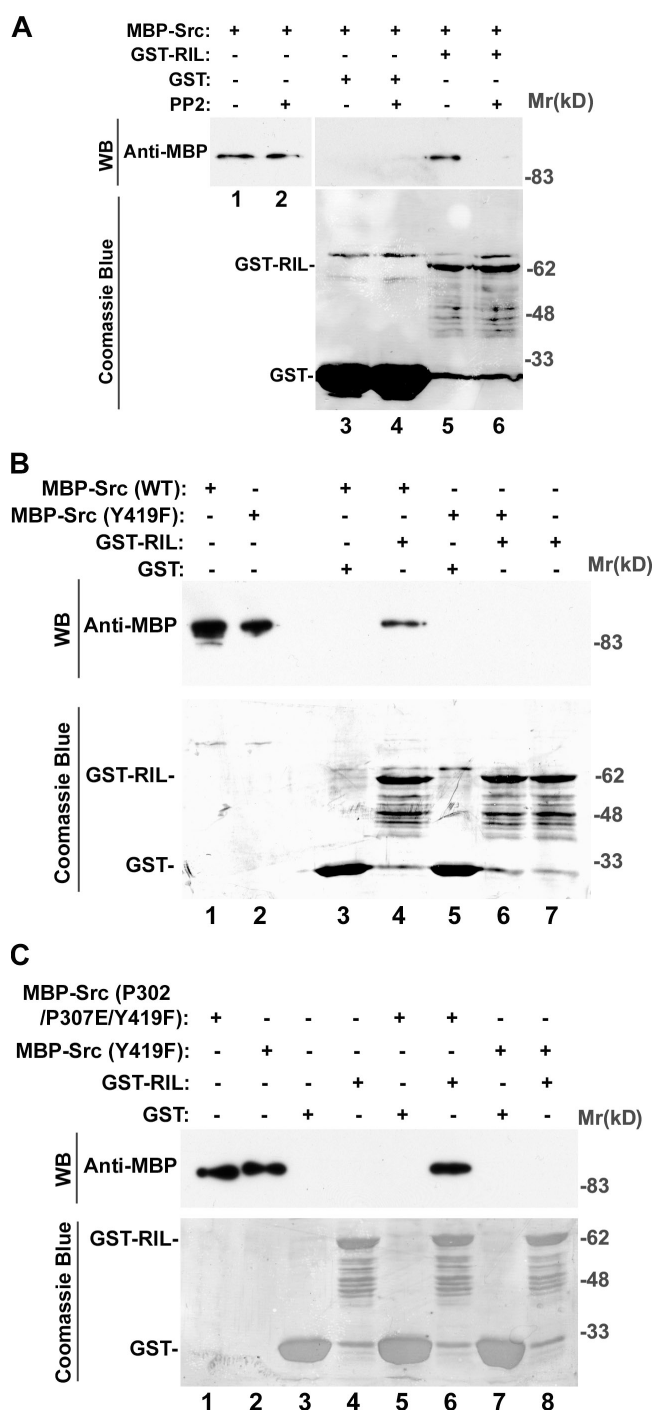 A
MBP-Src: + + + + + +
GST-RIL: - - - - + +
GST: - - + + - -
PP2: - + - + - + Mr(kD)
WB Anti-MBP
-83
1 2
Coomassie Blue
GST-RIL- -62
-48
-33
GST-
3 4 5 6
B
MBP-Src (WT): + - + + - - -
MBP-Src (Y419F): - + - - + + -
GST-RIL: - - - + - + +
GST: - - + - + - - Mr(kD)
WB Anti-MBP
-83
Coomassie Blue
GST-RIL- -62
-48
GST- -33
1 2 3 4 5 6 7
C
MBP-Src (P302
/P307E/Y419F): + - - - + + - -
MBP-Src (Y419F): - + - - - - + +
GST-RIL: - - - + - + - +
GST: - - + - + - + - Mr(kD)
WB Anti-MBP
-83
Coomassie Blue
GST-RIL- -62
-48
-33
GST-
1 2 3 4 5 6 7 8